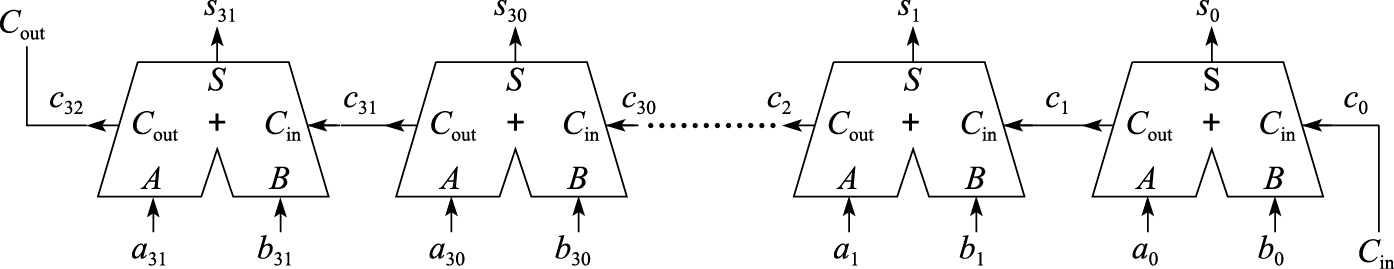 s31 s30 s1 s0
Cout
S S S S
c32 c31 c30 c2 c1 c0
Cout + Cin Cout + Cin Cout + Cin Cout + Cin
A B A B A B A B
a31 b31 a30 b30 a1 b1 a0 b0 Cin